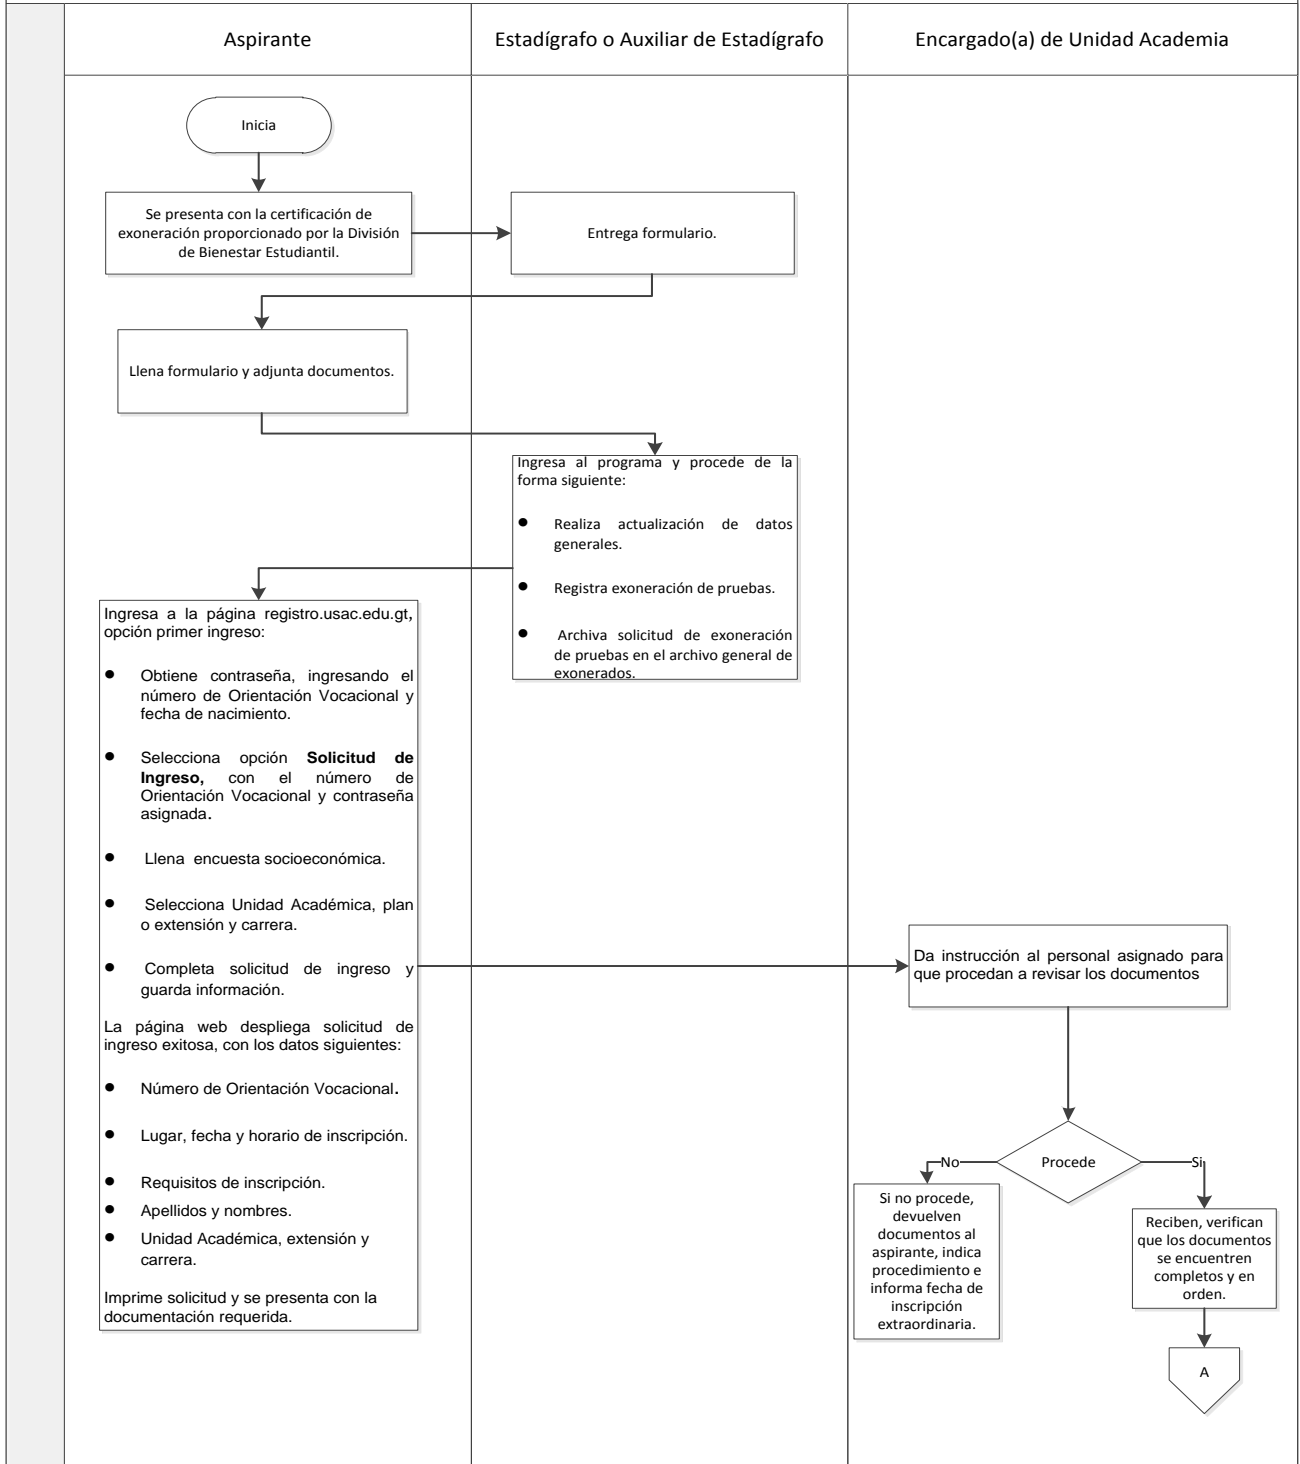 Aspirante
Estadígrafo o Auxiliar de Estadígrafo
Encargado(a) de Unidad Academia
Inicia
Se presenta con la certificación de
exoneración proporcionado por la División
de Bienestar Estudiantil.
Entrega formulario.
Llena formulario y adjunta documentos.
Ingresa al programa y procede de la
forma siguiente:
● Realiza actualización de datos
generales.
● Registra exoneración de pruebas.
● Archiva solicitud de exoneración
de pruebas en el archivo general de
exonerados.
Ingresa a la página registro.usac.edu.gt,
opción primer ingreso:
● Obtiene contraseña, ingresando el
número de Orientación Vocacional y
fecha de nacimiento.
● Selecciona opción Solicitud de
Ingreso, con el número de
Orientación Vocacional y contraseña
asignada.
● Llena encuesta socioeconómica.
● Selecciona Unidad Académica, plan
o extensión y carrera.
● Completa solicitud de ingreso y
guarda información.
La página web despliega solicitud de
ingreso exitosa, con los datos siguientes:
● Número de Orientación Vocacional.
● Lugar, fecha y horario de inscripción.
● Requisitos de inscripción.
● Apellidos y nombres.
● Unidad Académica, extensión y
carrera.
Imprime solicitud y se presenta con la
documentación requerida.
Da instrucción al personal asignado para
que procedan a revisar los documentos
Procede
No
Si
Si no procede,
devuelven
documentos al
aspirante, indica
procedimiento e
informa fecha de
inscripción
extraordinaria.
Reciben, verifican
que los documentos
se encuentren
completos y en
orden.
A